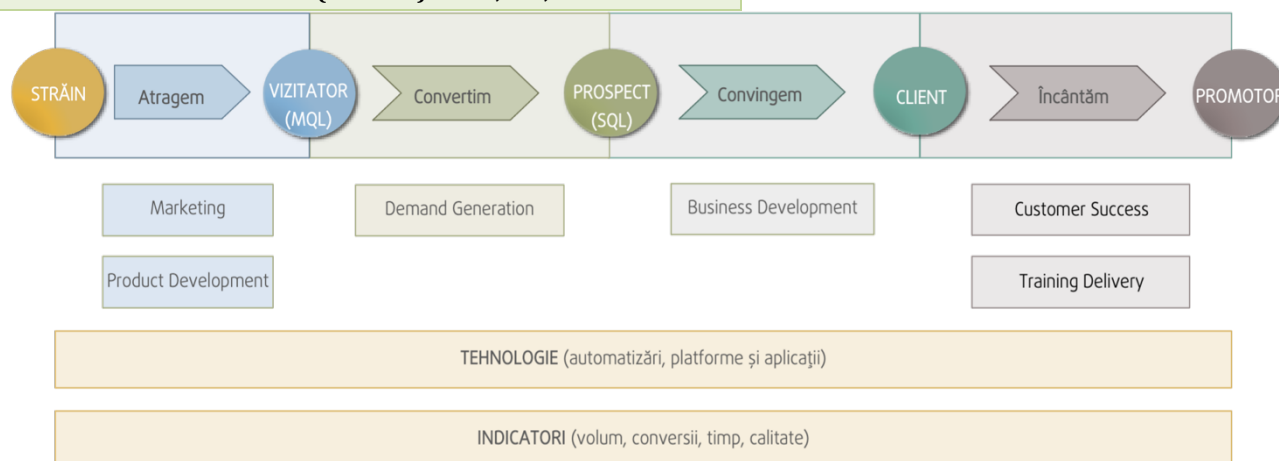 STRĂIN
Atragem
VIZITATOR
(MQL)
Convertim
PROSPECT
(SQL)
Convingem
CLIENT
Încântăm
PROMOTOR
Marketing
Demand Generation
Business Development
Customer Success
Product Development
Training Delivery
TEHNOLOGIE (automatizări, platforme și aplicaţii)
INDICATORI (volum, conversii, timp, calitate)